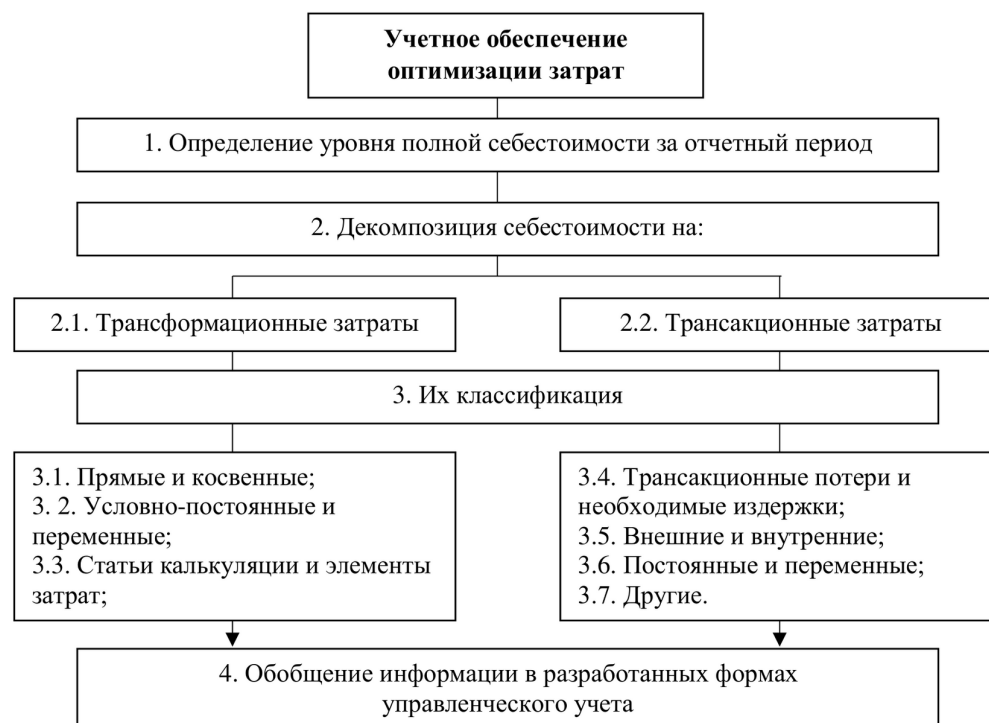 Учетное обеспечение
оптимизации затрат
1. Определение уровня полной себестоимости за отчетный период
2. Декомпозиция себестоимости на:
2.1. Трансформационные затраты
2.2. Трансакционные затраты
3. Их классификация
3.1. Прямые и косвенные;
3. 2. Условно-постоянные и
переменные;
3.3. Статьи калькуляции и элементы
затрат;
3.4. Трансакционные потери и
необходимые издержки;
3.5. Внешние и внутренние;
3.6. Постоянные и переменные;
3.7. Другие.
4. Обобщение информации в разработанных формах
управленческого учета